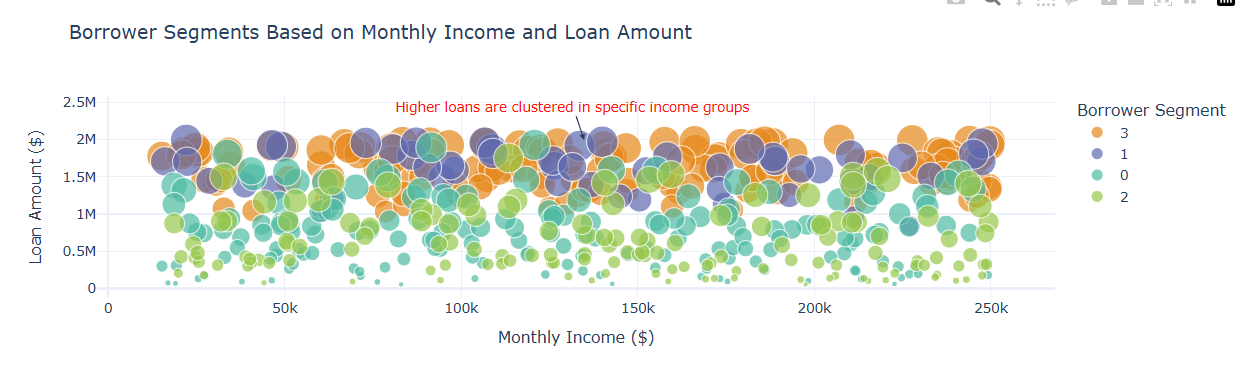 Borrower Segments Based on Monthly Income and Loan Amount
Higher loans are clustered in specific income groups
Loan Amount ($)
2.5M
2M
1.5M
1M
0.5M
0
0 50k 100k 150k 200k 250k
Monthly Income ($)
Borrower Segment
3
1
0
2